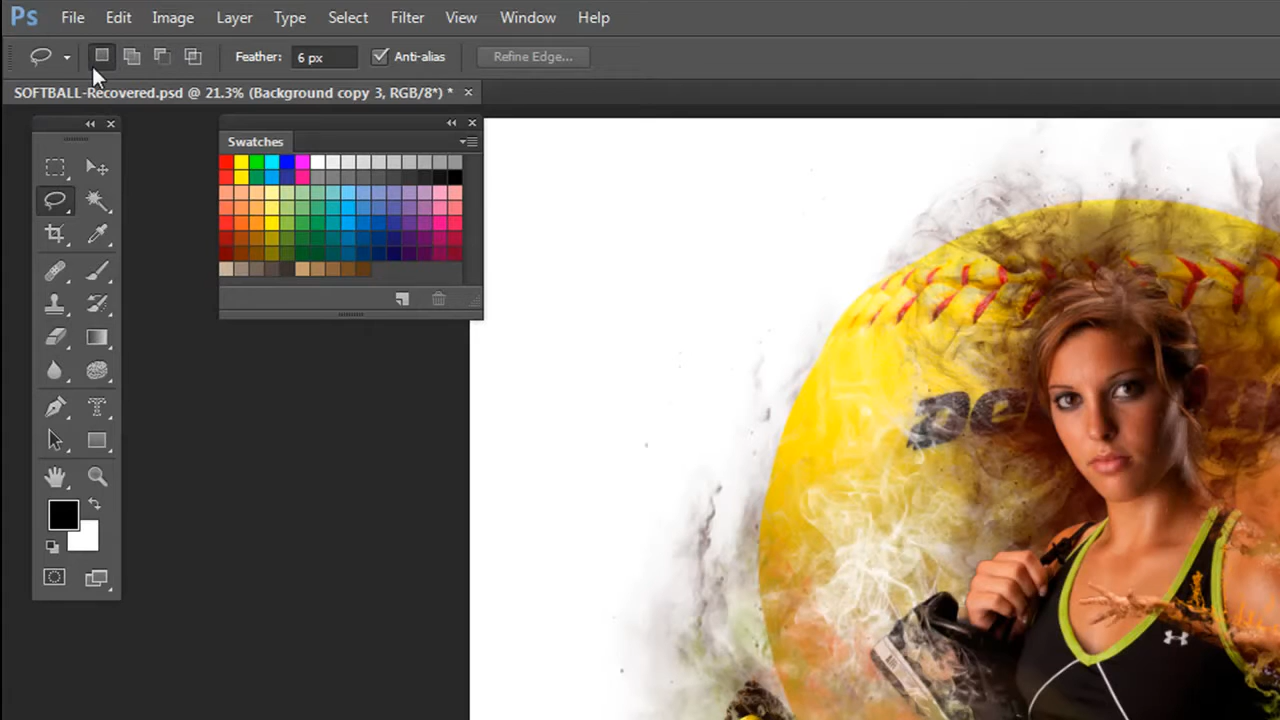 Ps File Edit Image Layer Type Select Filter View Window Help
Feather: 6 px Anti-alias Refine Edge...
SOFTBALL-Recovered.psd @ 21.3% (Background copy 3, RGB/8*) * ×
Swatches